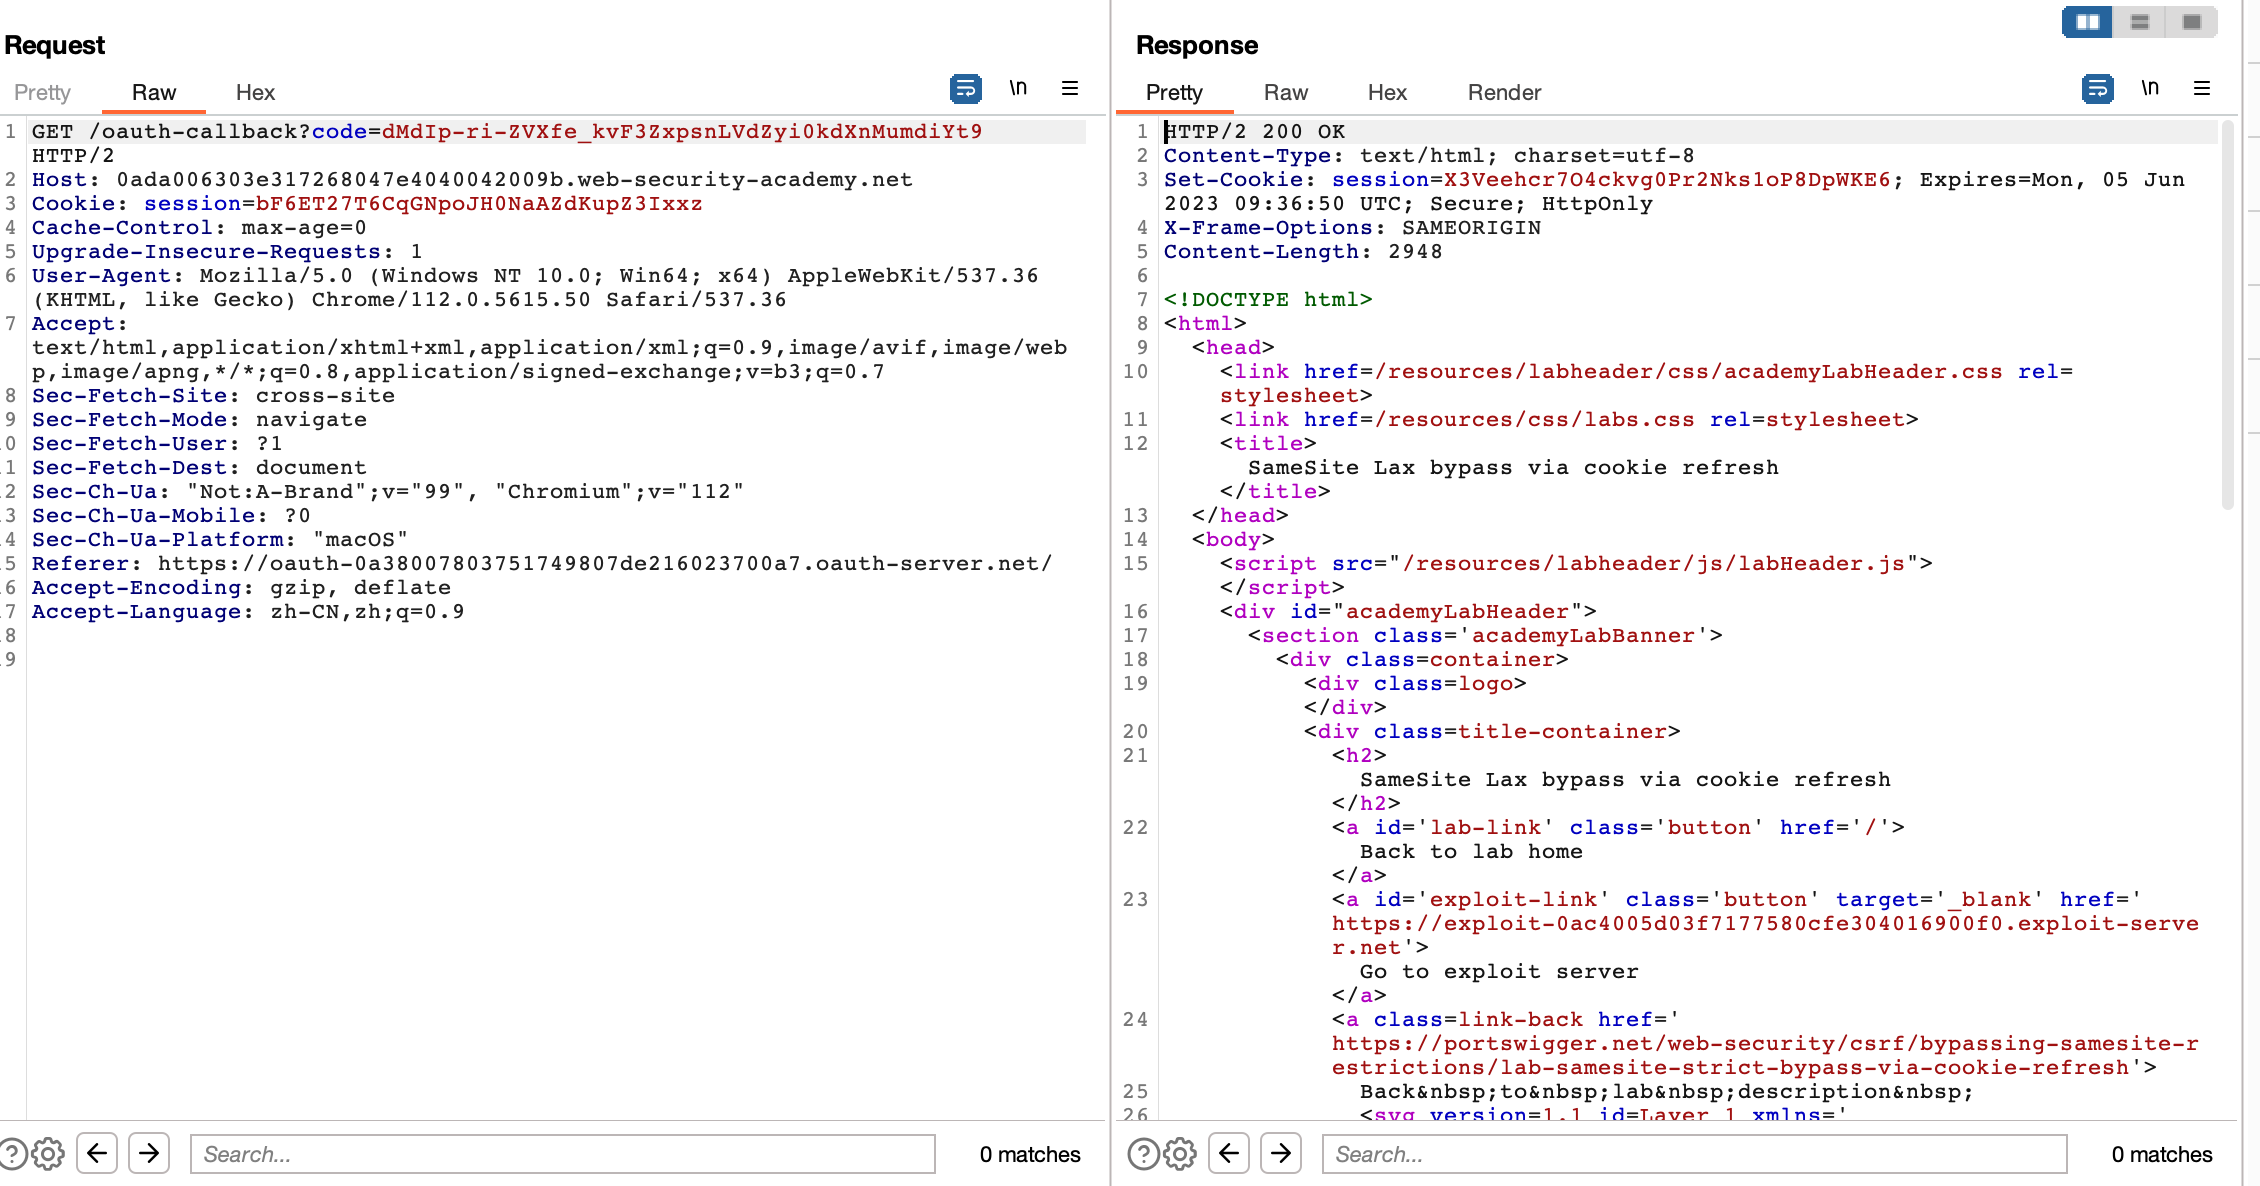 Request
Pretty Raw Hex \n
1 GET /oauth-callback?code=dMdIp-ri-ZVXfe_kvF3ZxpsnLVdZyi0kdXnMumdiYt9
HTTP/2
2 Host: 0ada006303e317268047e4040042009b.web-security-academy.net
3 Cookie: session=bF6ET27T6CqGNpoJH0NaAZdKupZ3Ixxz
4 Cache-Control: max-age=0
5 Upgrade-Insecure-Requests: 1
6 User-Agent: Mozilla/5.0 (Windows NT 10.0; Win64; x64) AppleWebKit/537.36
(KHTML, like Gecko) Chrome/112.0.5615.50 Safari/537.36
7 Accept:
text/html,application/xhtml+xml,application/xml;q=0.9,image/avif,image/web
p,image/apng,*/*;q=0.8,application/signed-exchange;v=b3;q=0.7
8 Sec-Fetch-Site: cross-site
9 Sec-Fetch-Mode: navigate
0 Sec-Fetch-User: ?1
1 Sec-Fetch-Dest: document
2 Sec-Ch-Ua: "Not:A-Brand";v="99", "Chromium";v="112"
3 Sec-Ch-Ua-Mobile: ?0
4 Sec-Ch-Ua-Platform: "macOS"
5 Referer: https://oauth-0a38007803751749807de216023700a7.oauth-server.net/
6 Accept-Encoding: gzip, deflate
7 Accept-Language: zh-CN,zh;q=0.9
8
9
Search...
0 matches
Response
Pretty Raw Hex Render \n
1 HTTP/2 200 OK
2 Content-Type: text/html; charset=utf-8
3 Set-Cookie: session=X3Veehcr7O4ckvg0Pr2Nks1oP8DpWKE6; Expires=Mon, 05 Jun
2023 09:36:50 UTC; Secure; HttpOnly
4 X-Frame-Options: SAMEORIGIN
5 Content-Length: 2948
6
7 <!DOCTYPE html>
8 <html>
9 <head>
10 <link href=/resources/labheader/css/academyLabHeader.css rel=
stylesheet>
11 <link href=/resources/css/labs.css rel=stylesheet>
12 <title>
SameSite Lax bypass via cookie refresh
</title>
13 </head>
14 <body>
15 <script src="/resources/labheader/js/labHeader.js">
</script>
16 <div id="academyLabHeader">
17 <section class='academyLabBanner'>
18 <div class=container>
19 <div class=logo>
</div>
20 <div class=title-container>
21 <h2>
SameSite Lax bypass via cookie refresh
</h2>
22 <a id='lab-link' class='button' href='/'>
Back to lab home
</a>
23 <a id='exploit-link' class='button' target='_blank' href='
https://exploit-0ac4005d03f7177580cfe304016900f0.exploit-serve
r.net'>
Go to exploit server
</a>
24 <a class=link-back href='
https://portswigger.net/web-security/csrf/bypassing-samesite-r
estrictions/lab-samesite-strict-bypass-via-cookie-refresh'>
25 Back&nbsp;to&nbsp;lab&nbsp;description&nbsp;
26 <svg version=1.1 id=Layer_1 xmlns='
Search...
0 matches